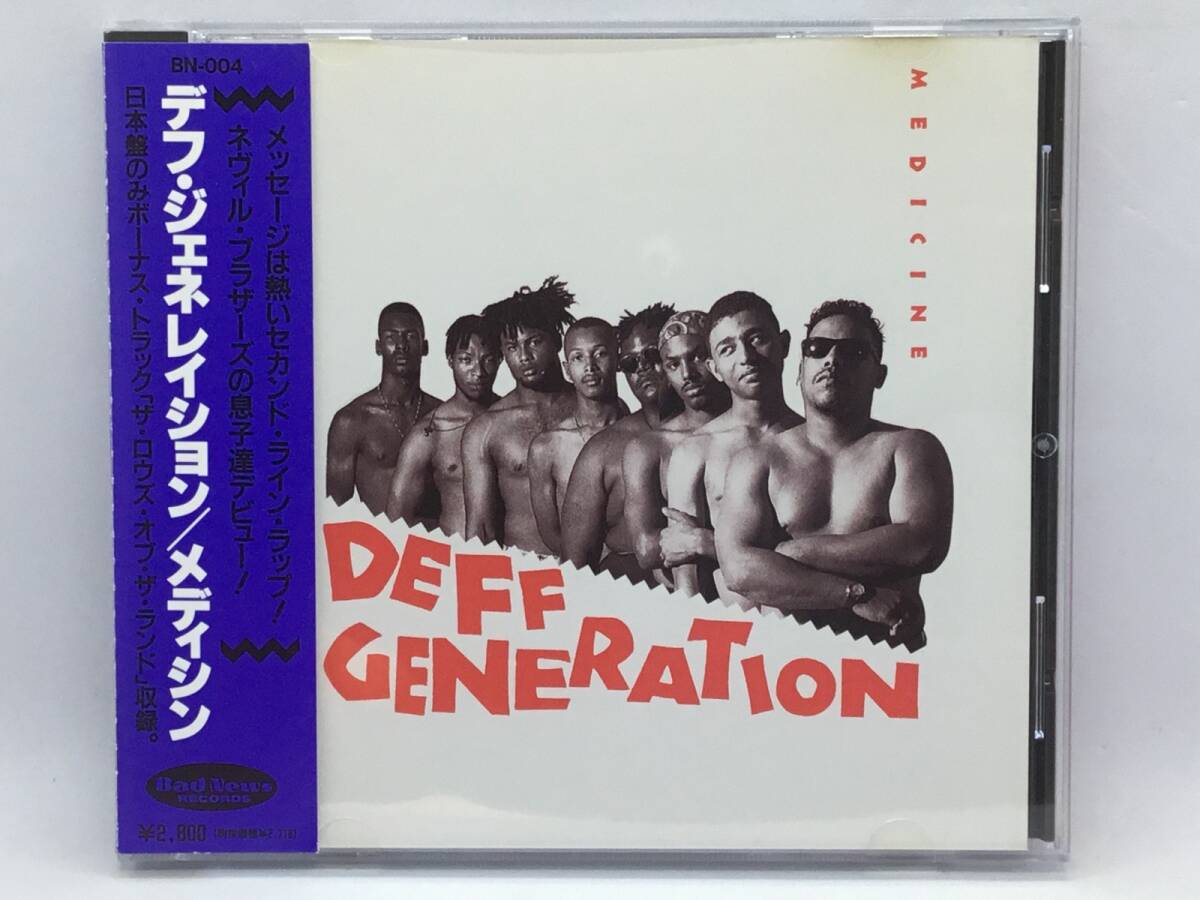 BN-004
メッセージは熱いセカンド・ライン・ラップ!
ネヴィル・ブラザーズの息子達デビュー!
デフ・ジェネレイション/メディシン
日本盤のみボーナス・トラック「ザ・ロウズ・オブ・ザ・ランド」収録。
Bad News
RECORDS
¥2,800
MEDICINE
DEFF
GENERATION